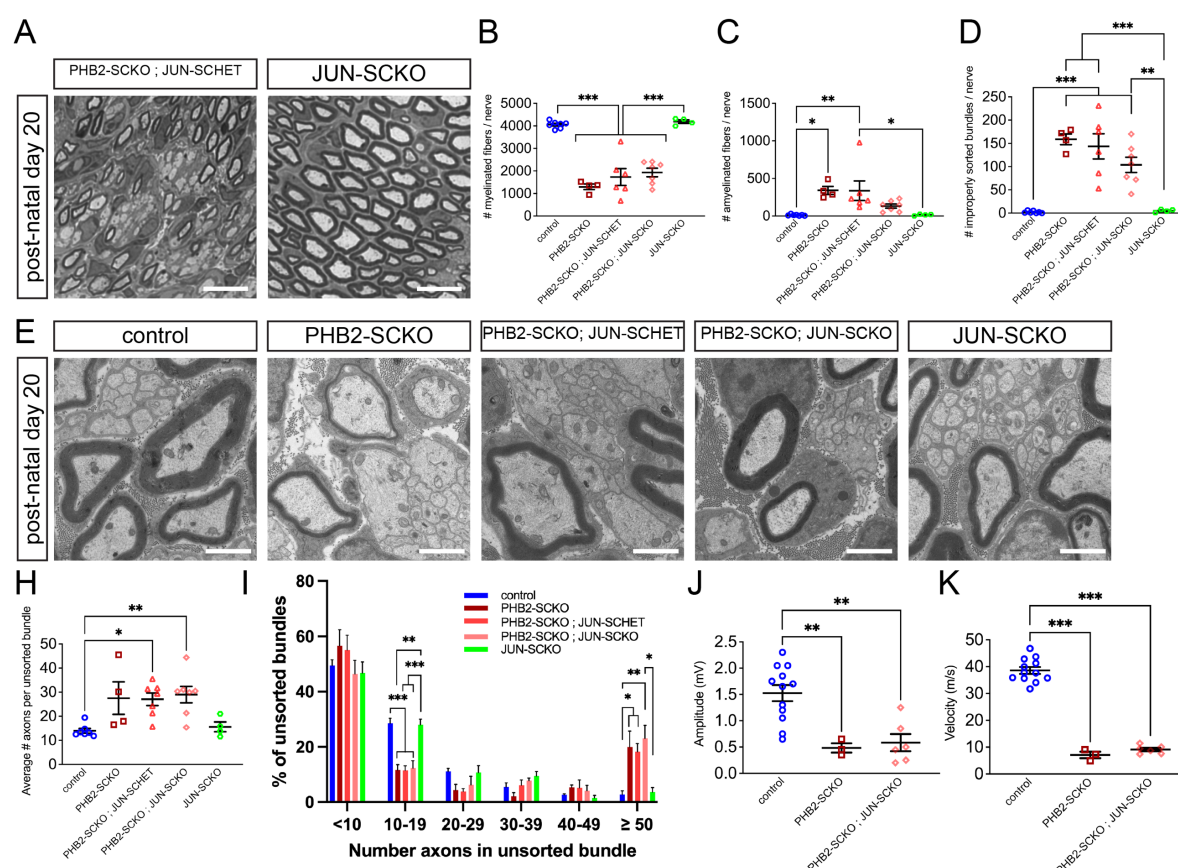 A
PHB2-SCKO ; JUN-SCHET
JUN-SCKO
post-natal day 20
B
# myelinated fibers / nerve
5000
4000
3000
2000
1000
0
***
***
control
PHB2-SCKO
PHB2-SCKO ; JUN-SCHET
PHB2-SCKO ; JUN-SCKO
JUN-SCKO
C
# amyelinated fibers / nerve
1500
1000
500
0
**
*
*
control
PHB2-SCKO
PHB2-SCKO ; JUN-SCHET
PHB2-SCKO ; JUN-SCKO
JUN-SCKO
D
# improperly sorted bundles / nerve
250
200
150
100
50
0
***
***
**
control
PHB2-SCKO
PHB2-SCKO ; JUN-SCHET
PHB2-SCKO ; JUN-SCKO
JUN-SCKO
E
control
PHB2-SCKO
PHB2-SCKO; JUN-SCHET
PHB2-SCKO; JUN-SCKO
JUN-SCKO
post-natal day 20
H
Average # axons per unsorted bundle
60
50
40
30
20
10
0
**
*
control
PHB2-SCKO
PHB2-SCKO ; JUN-SCHET
PHB2-SCKO ; JUN-SCKO
JUN-SCKO
I
% of unsorted bundles
80
60
40
20
0
control
PHB2-SCKO
PHB2-SCKO ; JUN-SCHET
PHB2-SCKO ; JUN-SCKO
JUN-SCKO
**
***
***
*
**
*
<10
10-19
20-29
30-39
40-49
≥ 50
Number axons in unsorted bundle
J
Amplitude (mV)
2.5
2.0
1.5
1.0
0.5
0.0
**
**
control
PHB2-SCKO
PHB2-SCKO ; JUN-SCKO
K
Velocity (m/s)
50
40
30
20
10
0
***
***
control
PHB2-SCKO
PHB2-SCKO ; JUN-SCKO